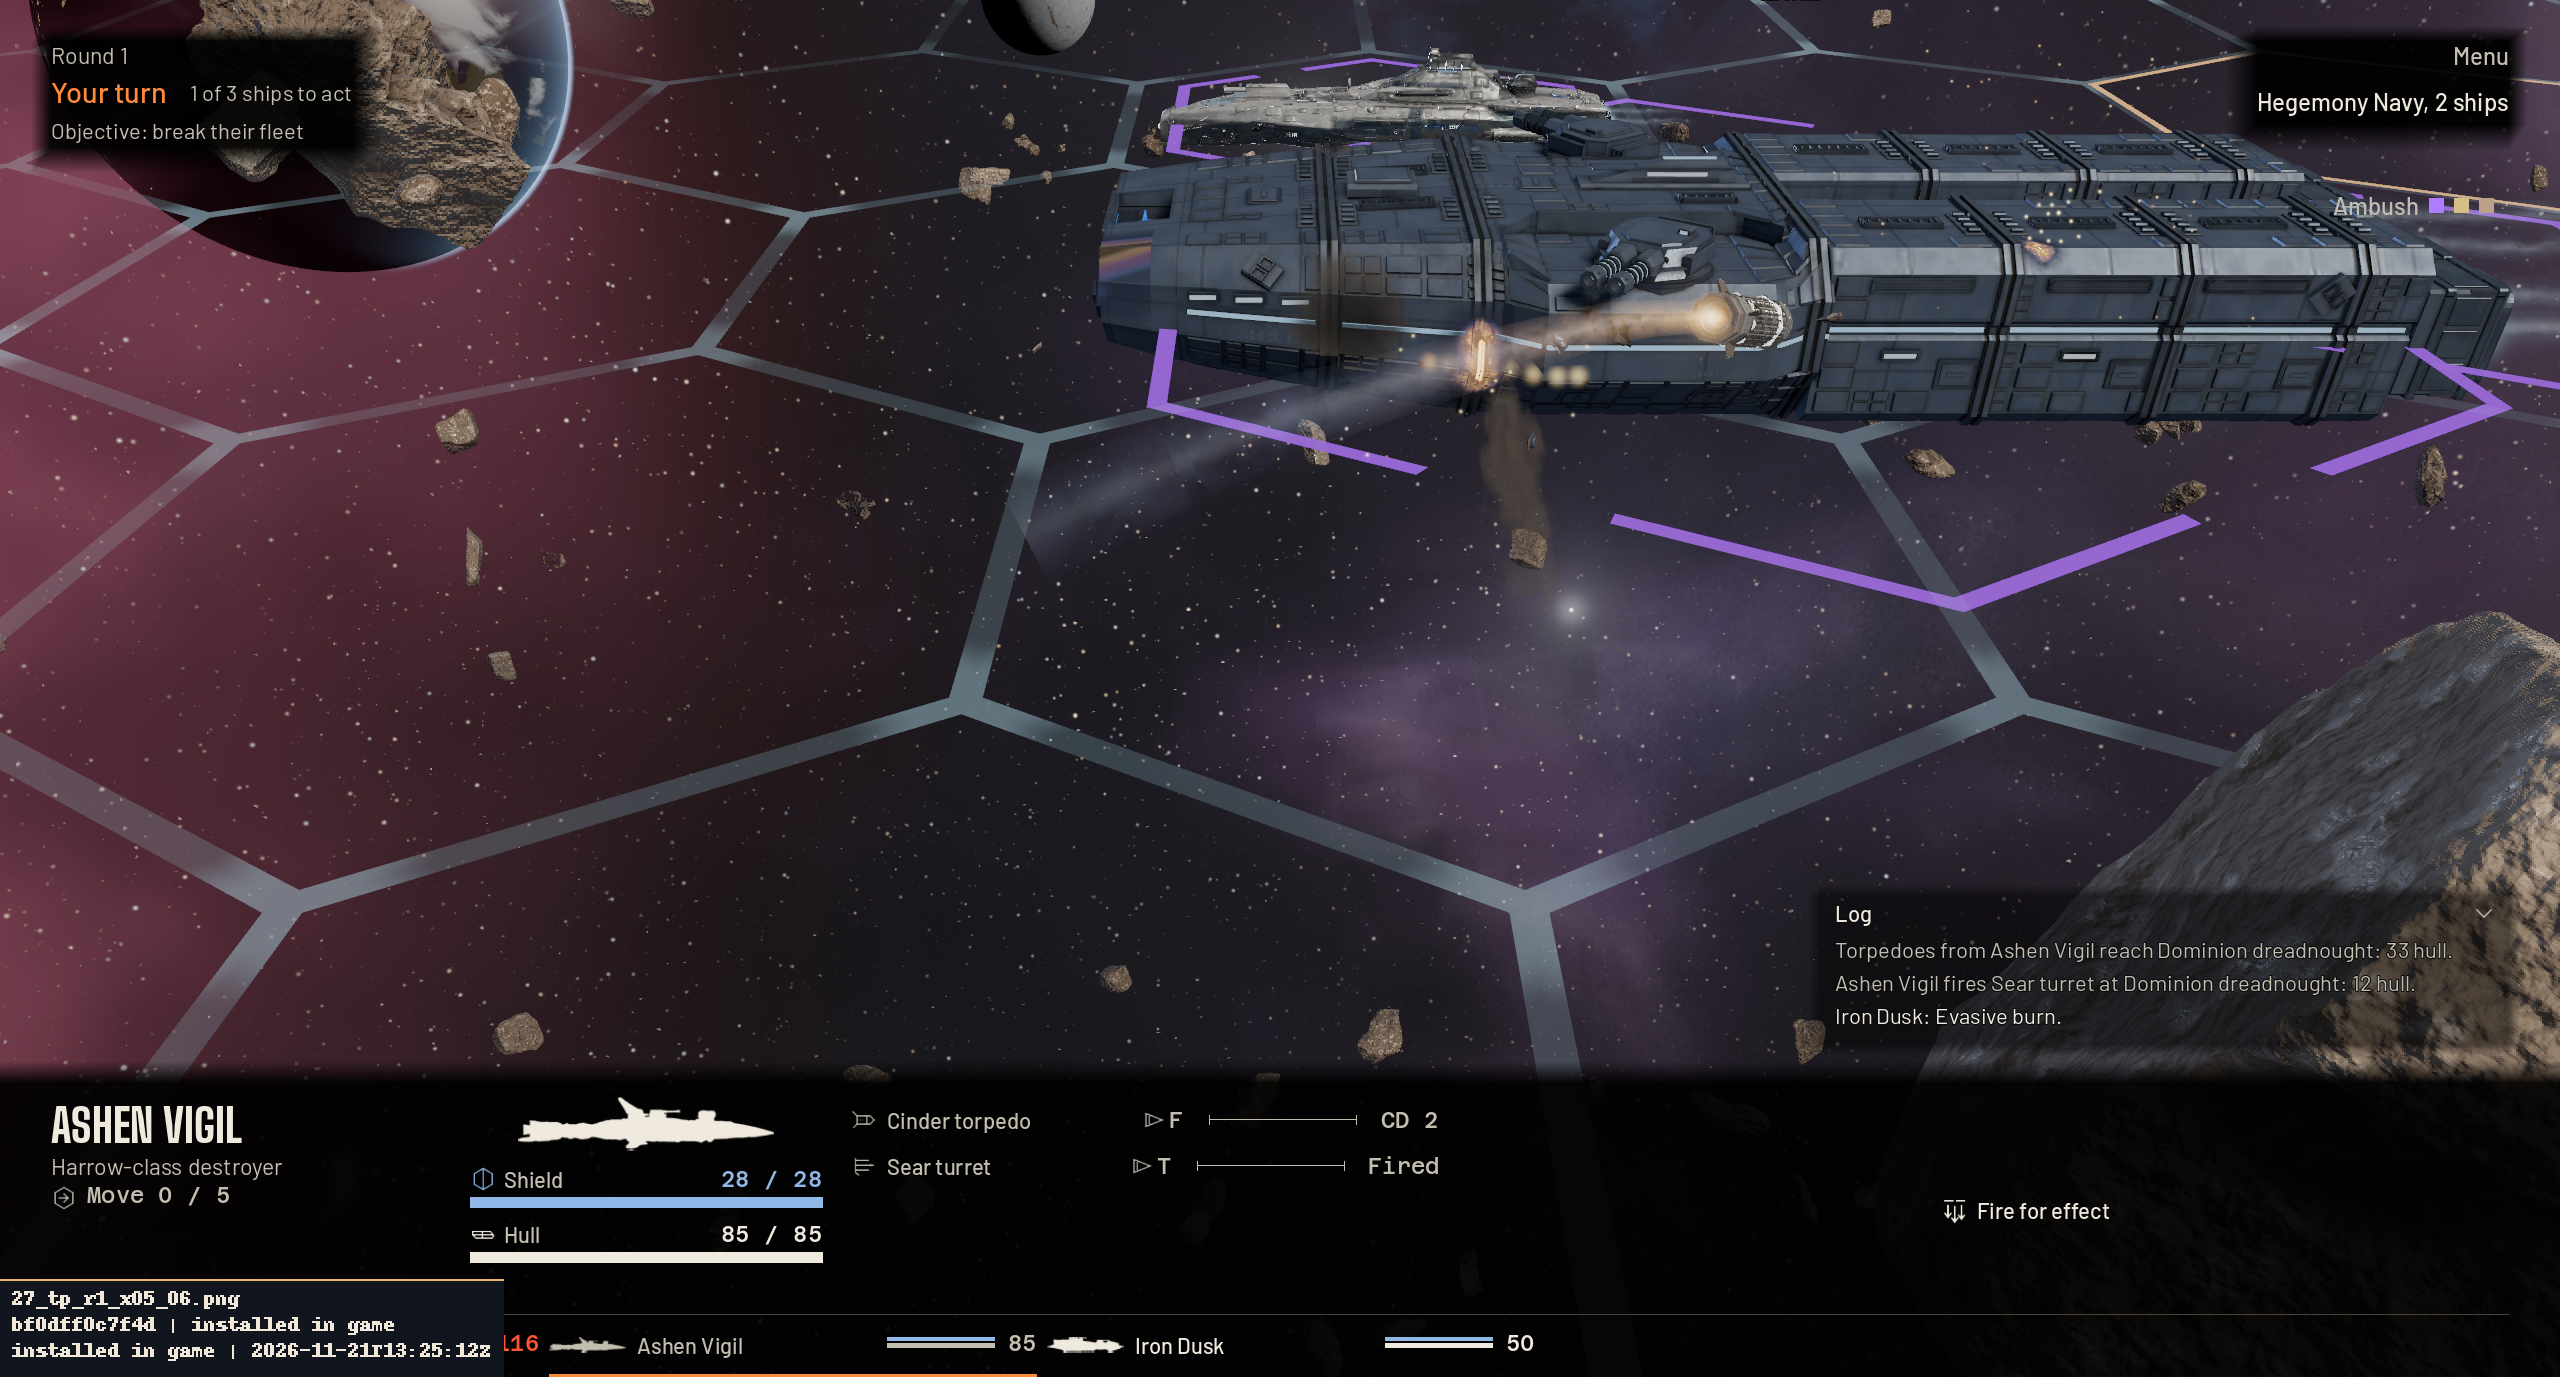 Round 1
Your turn 1 of 3 ships to act
Objective: break their fleet
Menu
Hegemony Navy, 2 ships
Ambush
Log
Torpedoes from Ashen Vigil reach Dominion dreadnought: 33 hull.
Ashen Vigil fires Sear turret at Dominion dreadnought: 12 hull.
Iron Dusk: Evasive burn.
ASHEN VIGIL
Harrow-class destroyer
Move 0 / 5
Shield 28 / 28
Hull 85 / 85
Cinder torpedo F CD 2
Sear turret T Fired
Fire for effect
27_tp_r1_x05_06.png
bf0dff0c7f4d | installed in game
installed in game | 2026-11-21r13:25:12z
116 Ashen Vigil 85 Iron Dusk 50